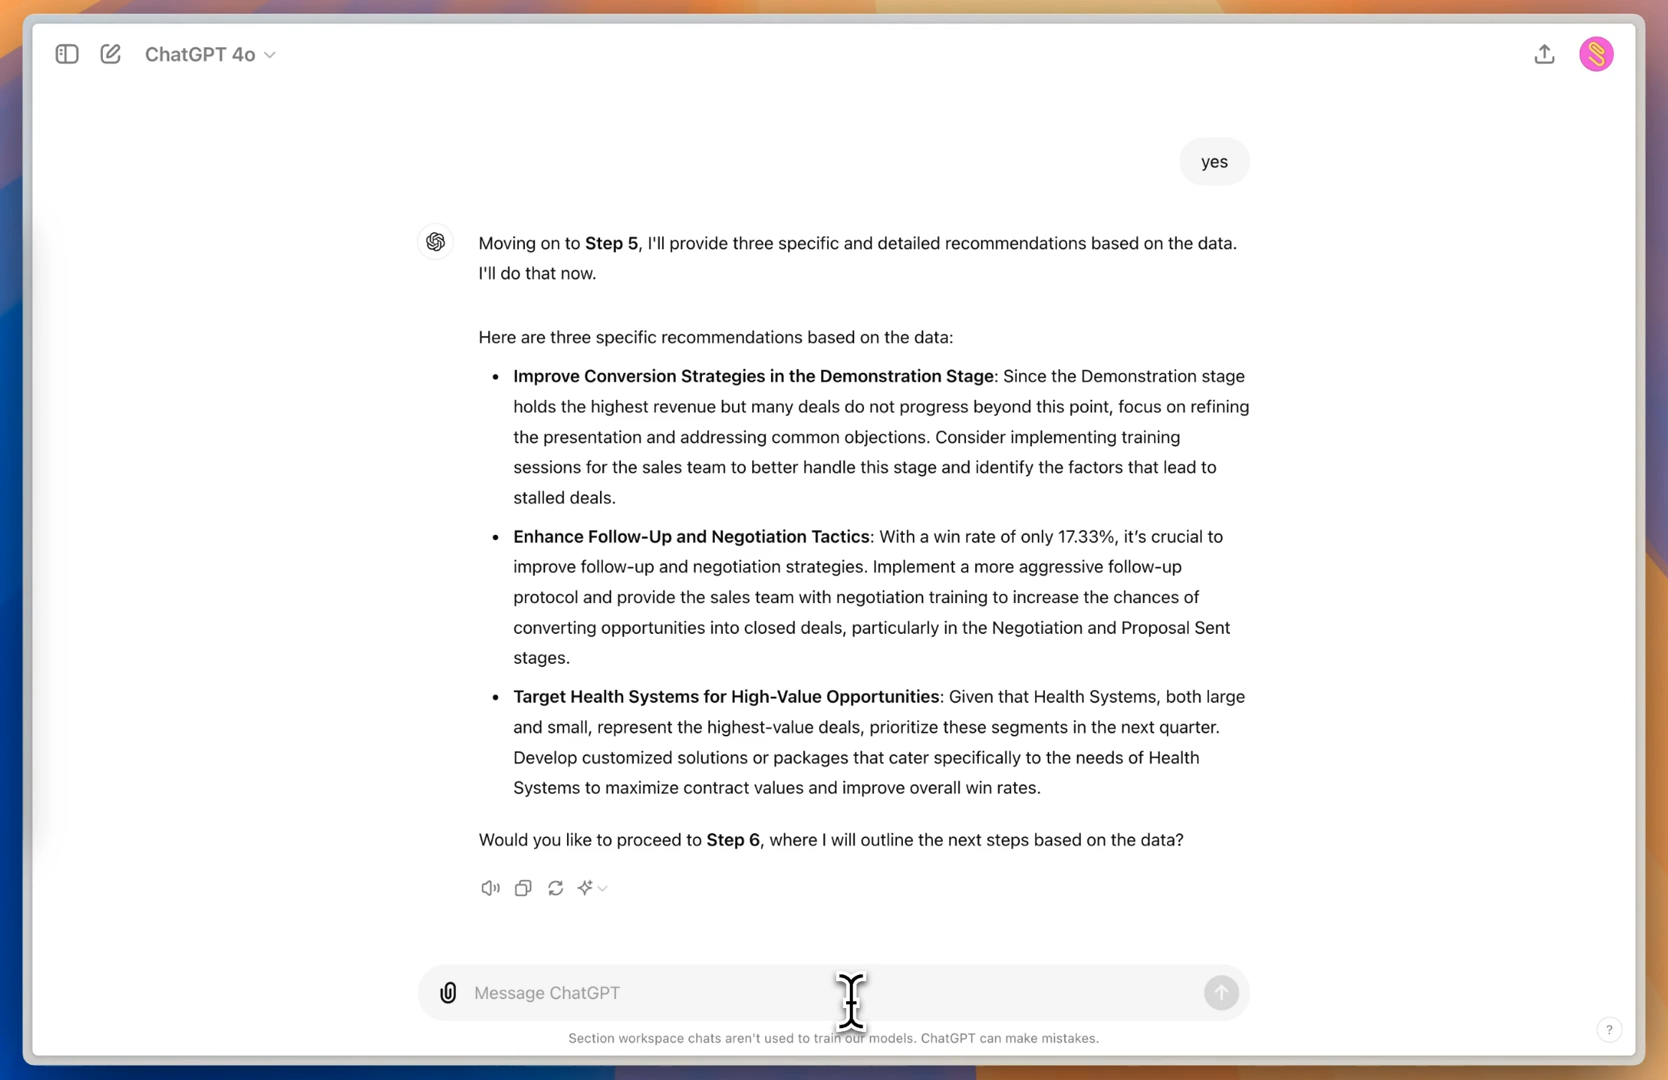 ChatGPT 4o
yes
Moving on to Step 5, I'll provide three specific and detailed recommendations based on the data.
I'll do that now.
Here are three specific recommendations based on the data:
• Improve Conversion Strategies in the Demonstration Stage: Since the Demonstration stage
holds the highest revenue but many deals do not progress beyond this point, focus on refining
the presentation and addressing common objections. Consider implementing training
sessions for the sales team to better handle this stage and identify the factors that lead to
stalled deals.
• Enhance Follow-Up and Negotiation Tactics: With a win rate of only 17.33%, it’s crucial to
improve follow-up and negotiation strategies. Implement a more aggressive follow-up
protocol and provide the sales team with negotiation training to increase the chances of
converting opportunities into closed deals, particularly in the Negotiation and Proposal Sent
stages.
• Target Health Systems for High-Value Opportunities: Given that Health Systems, both large
and small, represent the highest-value deals, prioritize these segments in the next quarter.
Develop customized solutions or packages that cater specifically to the needs of Health
Systems to maximize contract values and improve overall win rates.
Would you like to proceed to Step 6, where I will outline the next steps based on the data?
Message ChatGPT
Section workspace chats aren't used to train our models. ChatGPT can make mistakes.
?